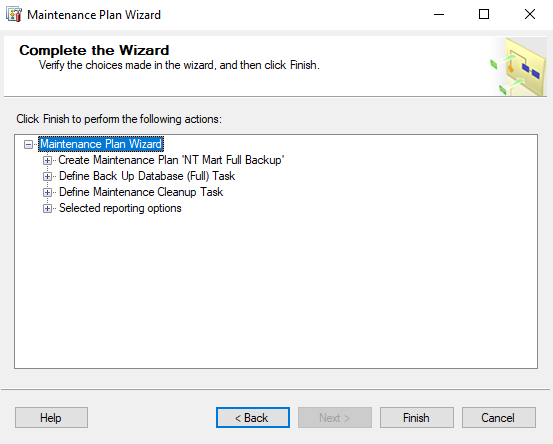 Maintenance Plan Wizard
Complete the Wizard
Verify the choices made in the wizard, and then click Finish.
Click Finish to perform the following actions:
Maintenance Plan Wizard
Create Maintenance Plan 'NT Mart Full Backup'
Define Back Up Database (Full) Task
Define Maintenance Cleanup Task
Selected reporting options
Help
< Back
Next >
Finish
Cancel